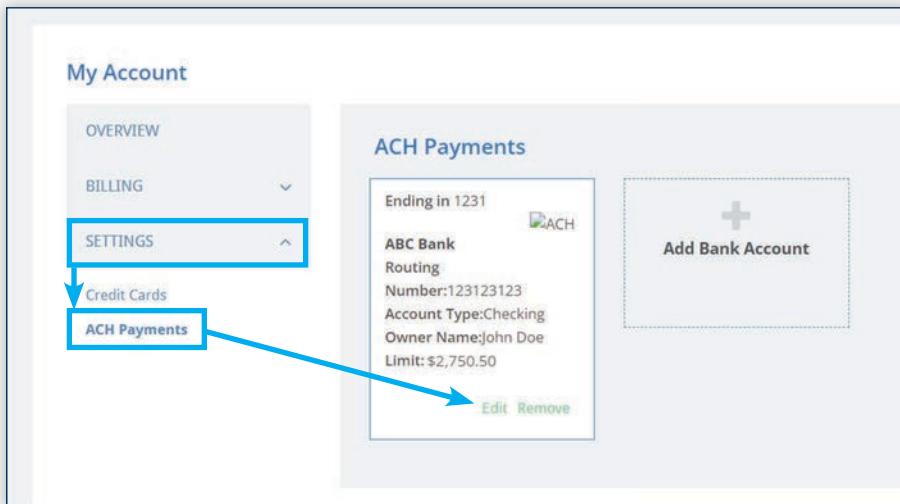 My Account
OVERVIEW
BILLING
SETTINGS
Credit Cards
ACH Payments
ACH Payments
Ending in 1231
ACH
ABC Bank
Routing
Number:123123123
Account Type:Checking
Owner Name:John Doe
Limit: $2,750.50
Edit Remove
Add Bank Account